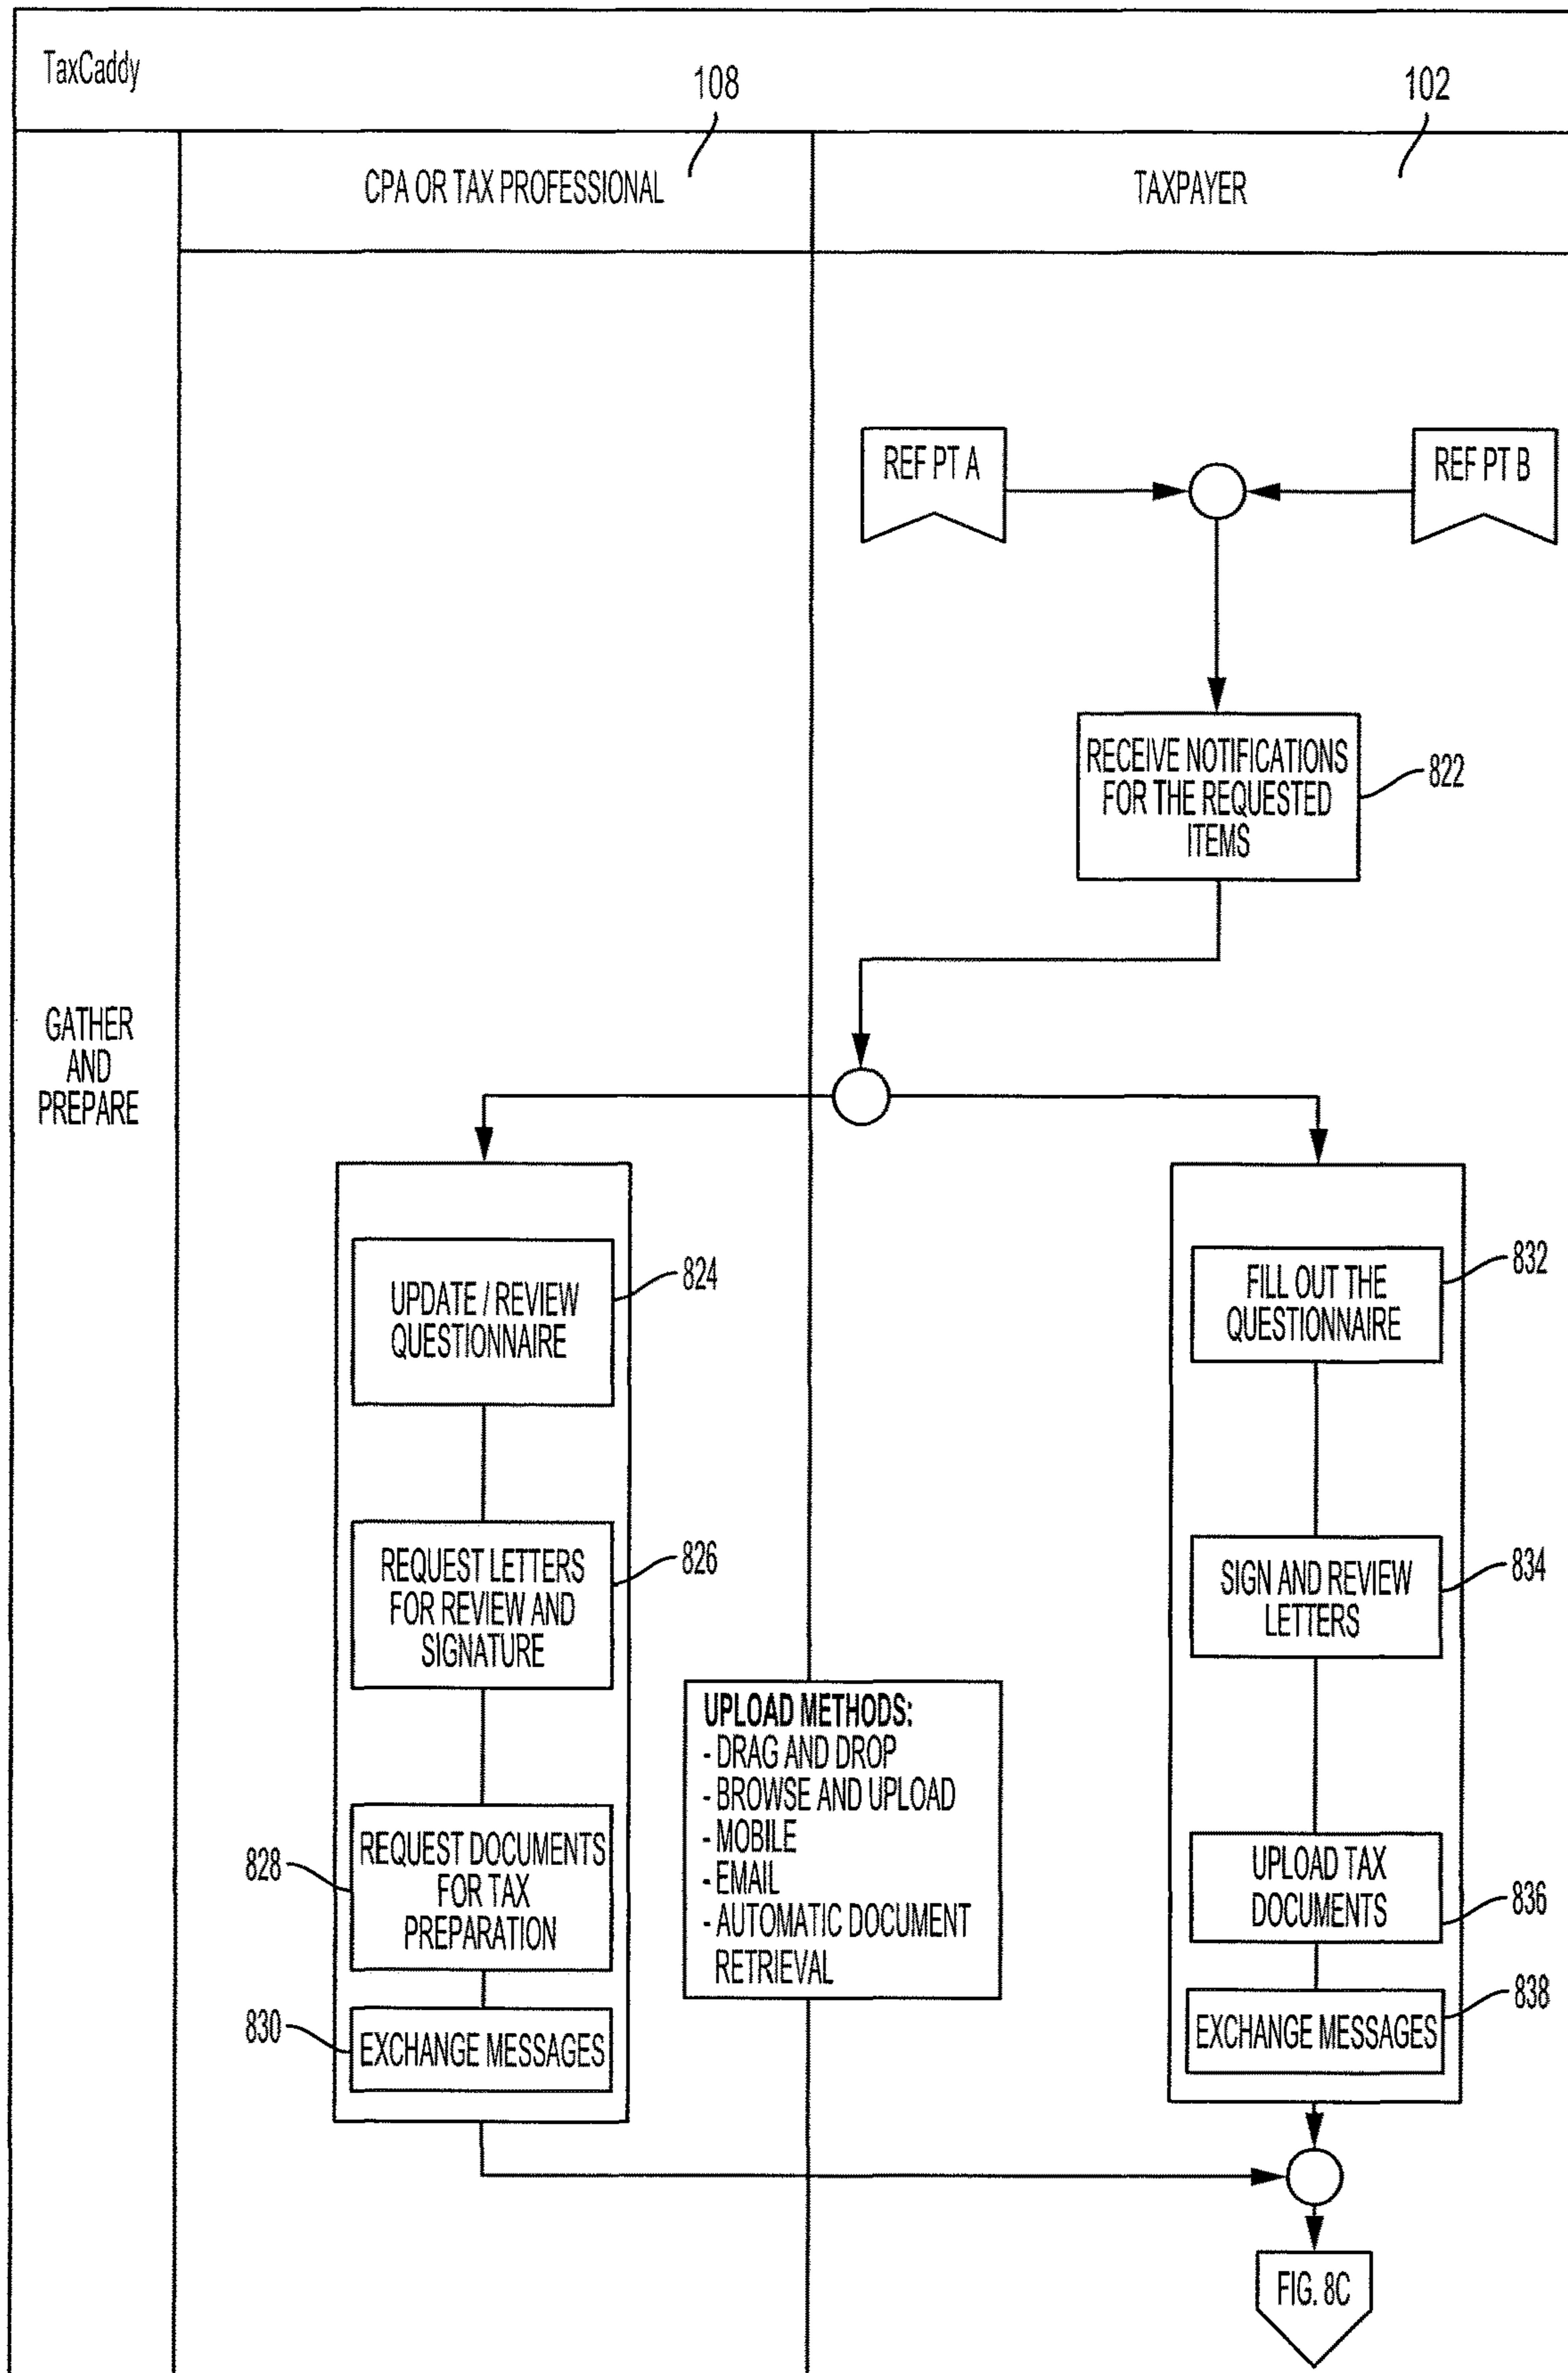 TaxCaddy
108
102
CPA OR TAX PROFESSIONAL
TAXPAYER
REF PT A
REF PT B
RECEIVE NOTIFICATIONS
FOR THE REQUESTED
ITEMS
822
GATHER
AND
PREPARE
UPDATE / REVIEW
QUESTIONNAIRE
824
REQUEST LETTERS
FOR REVIEW AND
SIGNATURE
826
828
REQUEST DOCUMENTS
FOR TAX
PREPARATION
830
EXCHANGE MESSAGES
UPLOAD METHODS:
- DRAG AND DROP
- BROWSE AND UPLOAD
- MOBILE
- EMAIL
- AUTOMATIC DOCUMENT
RETRIEVAL
FILL OUT THE
QUESTIONNAIRE
832
SIGN AND REVIEW
LETTERS
834
UPLOAD TAX
DOCUMENTS
836
EXCHANGE MESSAGES
838
FIG. 8C